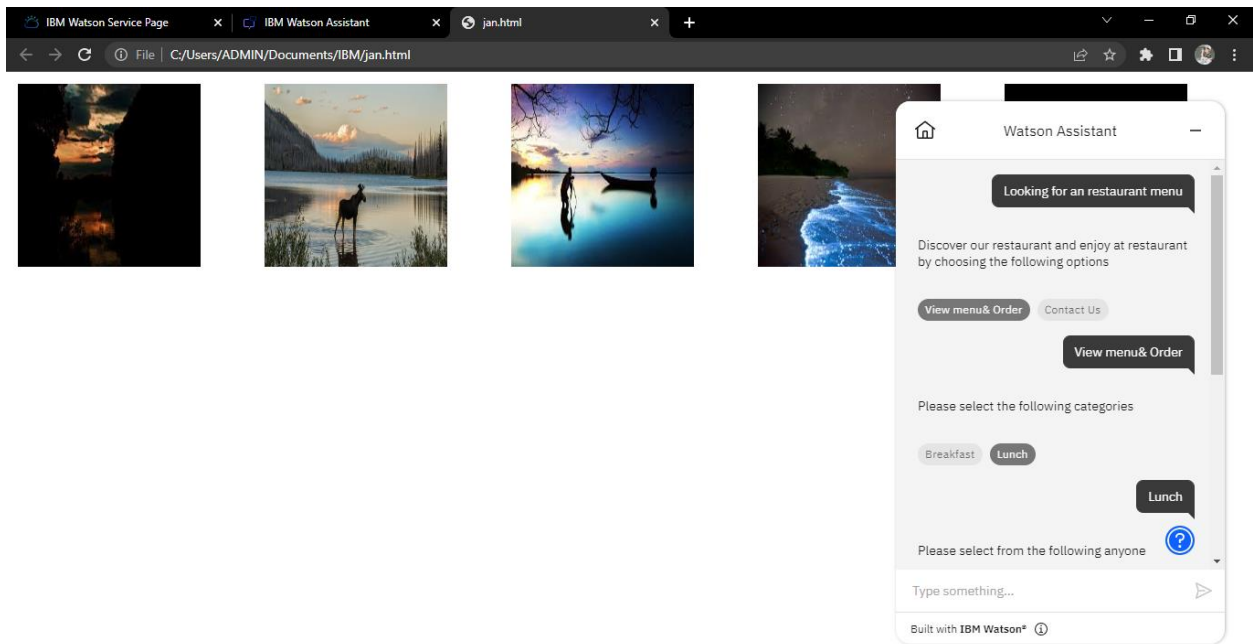 IBM Watson Service Page
IBM Watson Assistant
jan.html
File | C:/Users/ADMIN/Documents/IBM/jan.html
Watson Assistant
Looking for an restaurant menu
Discover our restaurant and enjoy at restaurant
by choosing the following options
View menu& Order Contact Us
View menu& Order
Please select the following categories
Breakfast Lunch
Lunch
Please select from the following anyone
Type something...
Built with IBM Watson®